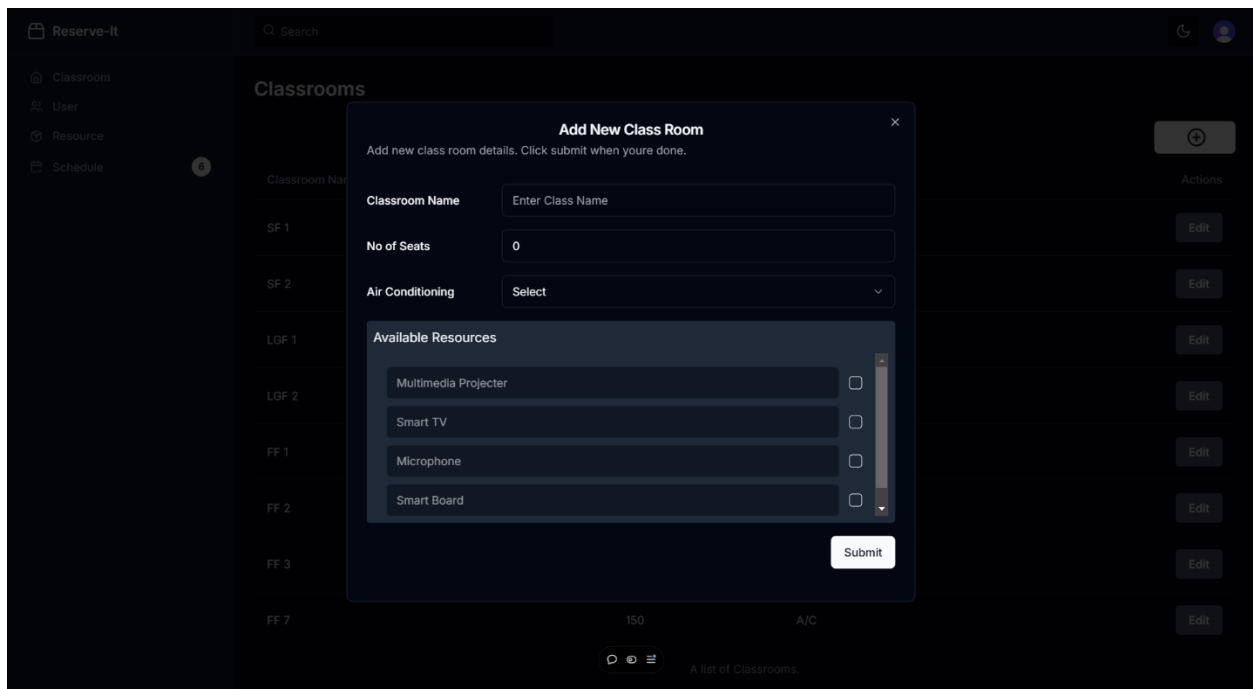 Reserve-It
Search
Classroom
User
Resource
Schedule
6
Classrooms
Add New Class Room
Add new class room details. Click submit when youre done.
Classroom Name
Enter Class Name
No of Seats
0
Air Conditioning
Select
Available Resources
Multimedia Projecter
Smart TV
Microphone
Smart Board
Submit
Classroom Nam
Actions
SF 1
Edit
SF 2
Edit
LGF 1
Edit
LGF 2
Edit
FF 1
Edit
FF 2
Edit
FF 3
Edit
FF 7
150
A/C
Edit
A list of Classrooms.